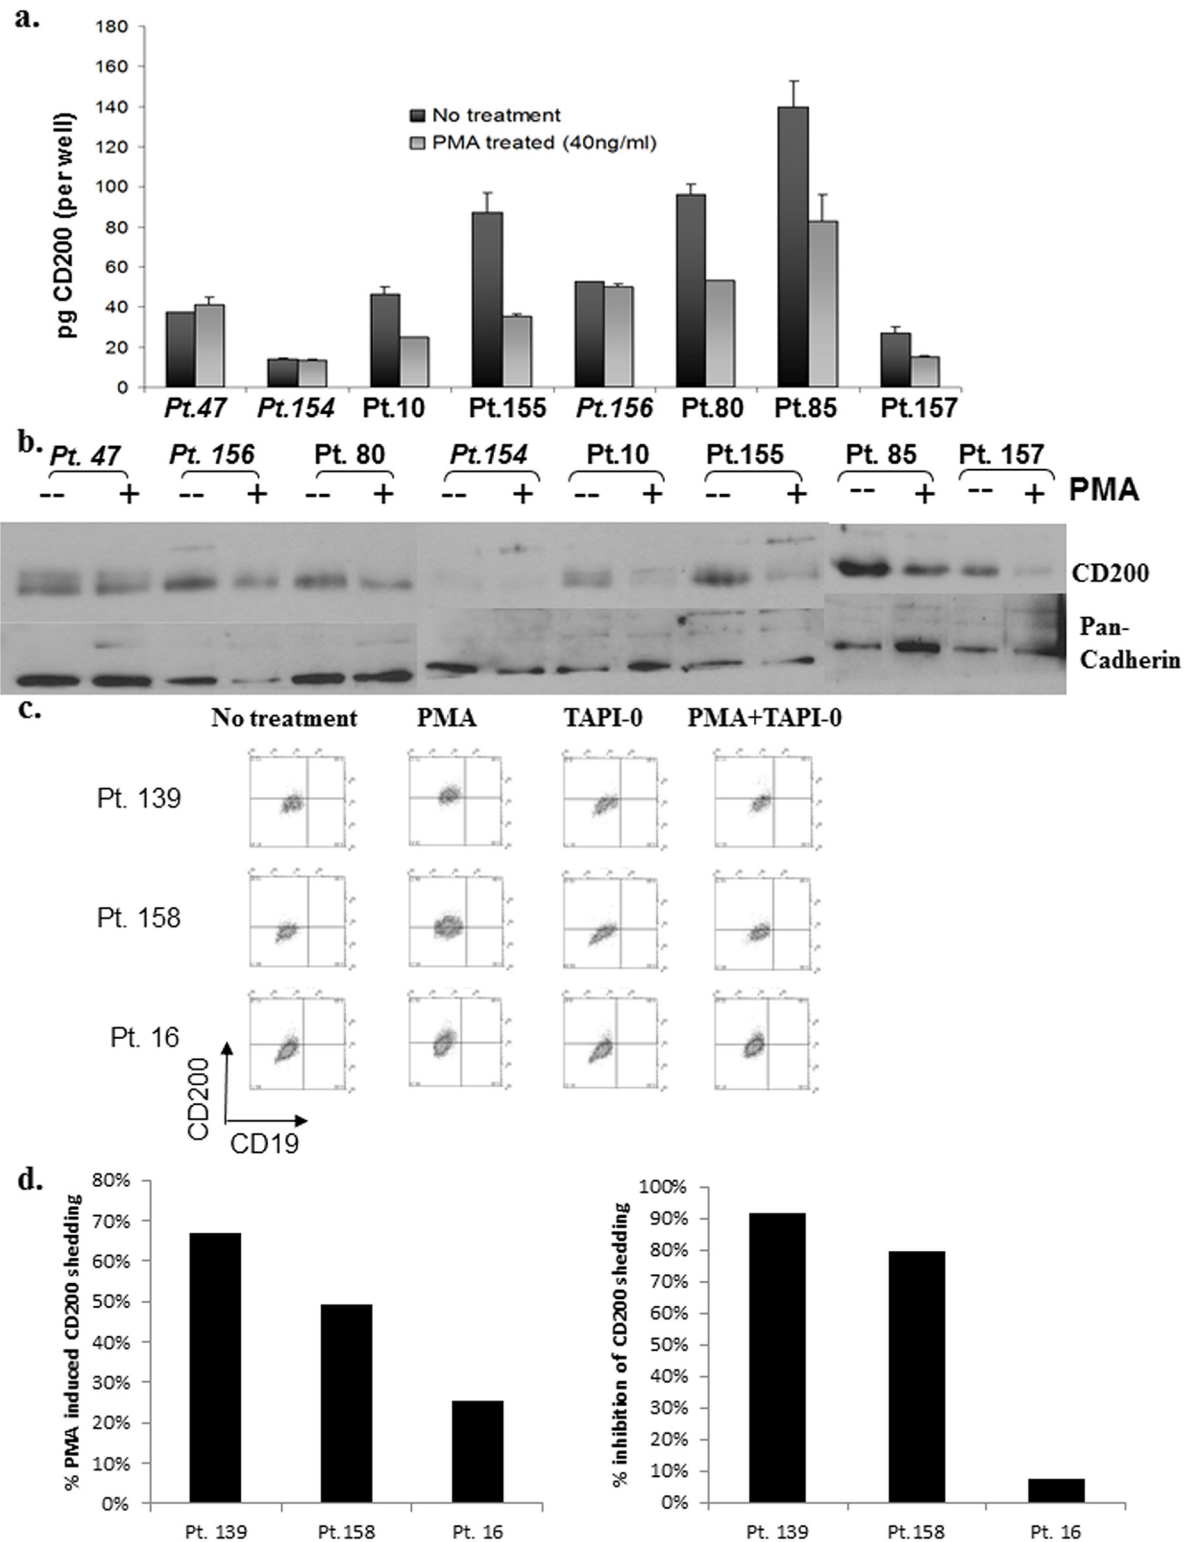 a.
180
160
140
120
100
80
60
40
20
0
pg CD200 (per well)
No treatment
PMA treated (40ng/ml)
Pt.47 Pt.154 Pt.10 Pt.155 Pt.156 Pt.80 Pt.85 Pt.157
b.
Pt. 47 Pt. 156 Pt. 80 Pt.154 Pt.10 Pt.155 Pt. 85 Pt. 157
-- + -- + -- + -- + -- + -- + -- + -- + PMA
CD200
Pan-
Cadherin
c.
No treatment PMA TAPI-0 PMA+TAPI-0
Pt. 139
Pt. 158
Pt. 16
CD200
CD19
d.
80%
70%
60%
50%
40%
30%
20%
10%
0%
% PMA induced CD200 shedding
Pt. 139 Pt.158 Pt. 16
100%
90%
80%
70%
60%
50%
40%
30%
20%
10%
0%
% inhibition of CD200 shedding
Pt. 139 Pt.158 Pt. 16